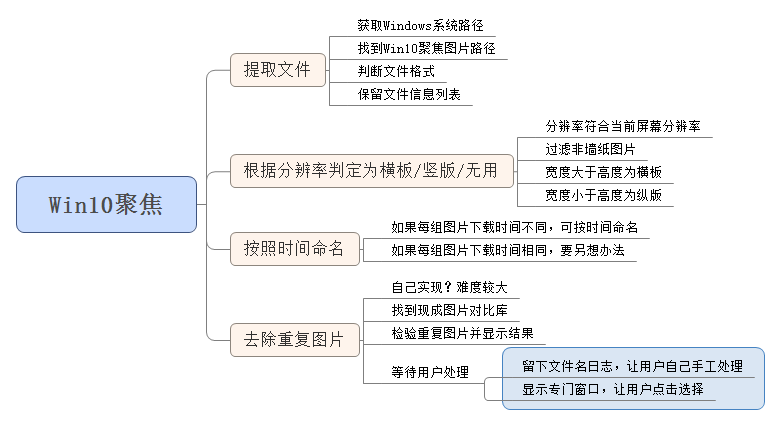 Win10聚焦
提取文件
获取Windows系统路径
找到Win10聚焦图片路径
判断文件格式
保留文件信息列表
根据分辨率判定为横板/竖版/无用
分辨率符合当前屏幕分辨率
过滤非墙纸图片
宽度大于高度为横板
宽度小于高度为纵版
按照时间命名
如果每组图片下载时间不同，可按时间命名
如果每组图片下载时间相同，要另想办法
去除重复图片
自己实现？难度较大
找到现成图片对比库
检验重复图片并显示结果
等待用户处理
留下文件名日志，让用户自己手工处理
显示专门窗口，让用户点击选择